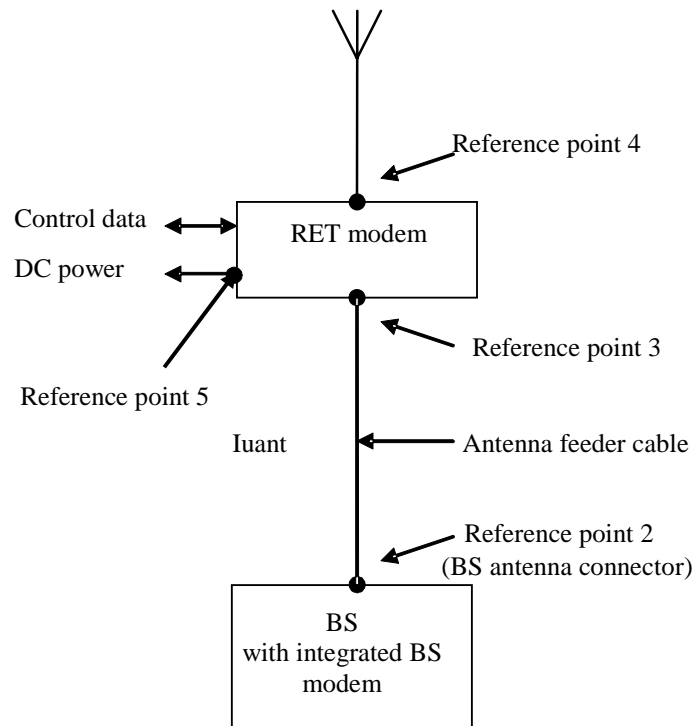 Reference point 4
Control data
RET modem
DC power
Reference point 3
Reference point 5
Iuant
Antenna feeder cable
Reference point 2
(BS antenna connector)
BS
with integrated BS
modem